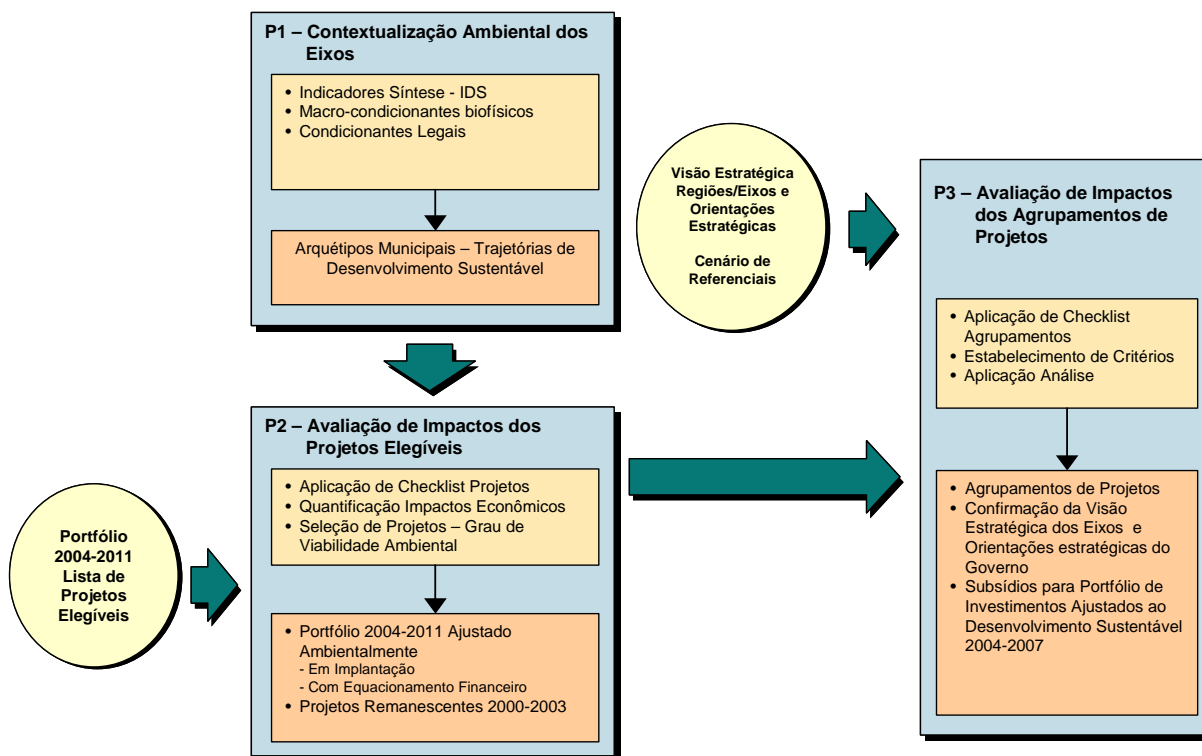 P1 – Contextualização Ambiental dos
Eixos
• Indicadores Síntese - IDS
• Macro-condicionantes biofísicos
• Condicionantes Legais
Arquétipos Municipais – Trajetórias de
Desenvolvimento Sustentável
Visão Estratégica
Regiões/Eixos e
Orientações
Estratégicas
Cenário de
Referenciais
P2 – Avaliação de Impactos dos
Projetos Elegíveis
• Aplicação de Checklist Projetos
• Quantificação Impactos Econômicos
• Seleção de Projetos – Grau de
Viabilidade Ambiental
• Portfólio 2004-2011 Ajustado
Ambientalmente
- Em Implantação
- Com Equacionamento Financeiro
• Projetos Remanescentes 2000-2003
Portfólio
2004-2011
Lista de
Projetos
Elegíveis
P3 – Avaliação de Impactos
dos Agrupamentos de
Projetos
• Aplicação de Checklist
Agrupamentos
• Estabelecimento de Critérios
• Aplicação Análise
• Agrupamentos de Projetos
• Confirmação da Visão
Estratégica dos Eixos e
Orientações estratégicas do
Governo
• Subsídios para Portfólio de
Investimentos Ajustados ao
Desenvolvimento Sustentável
2004-2007